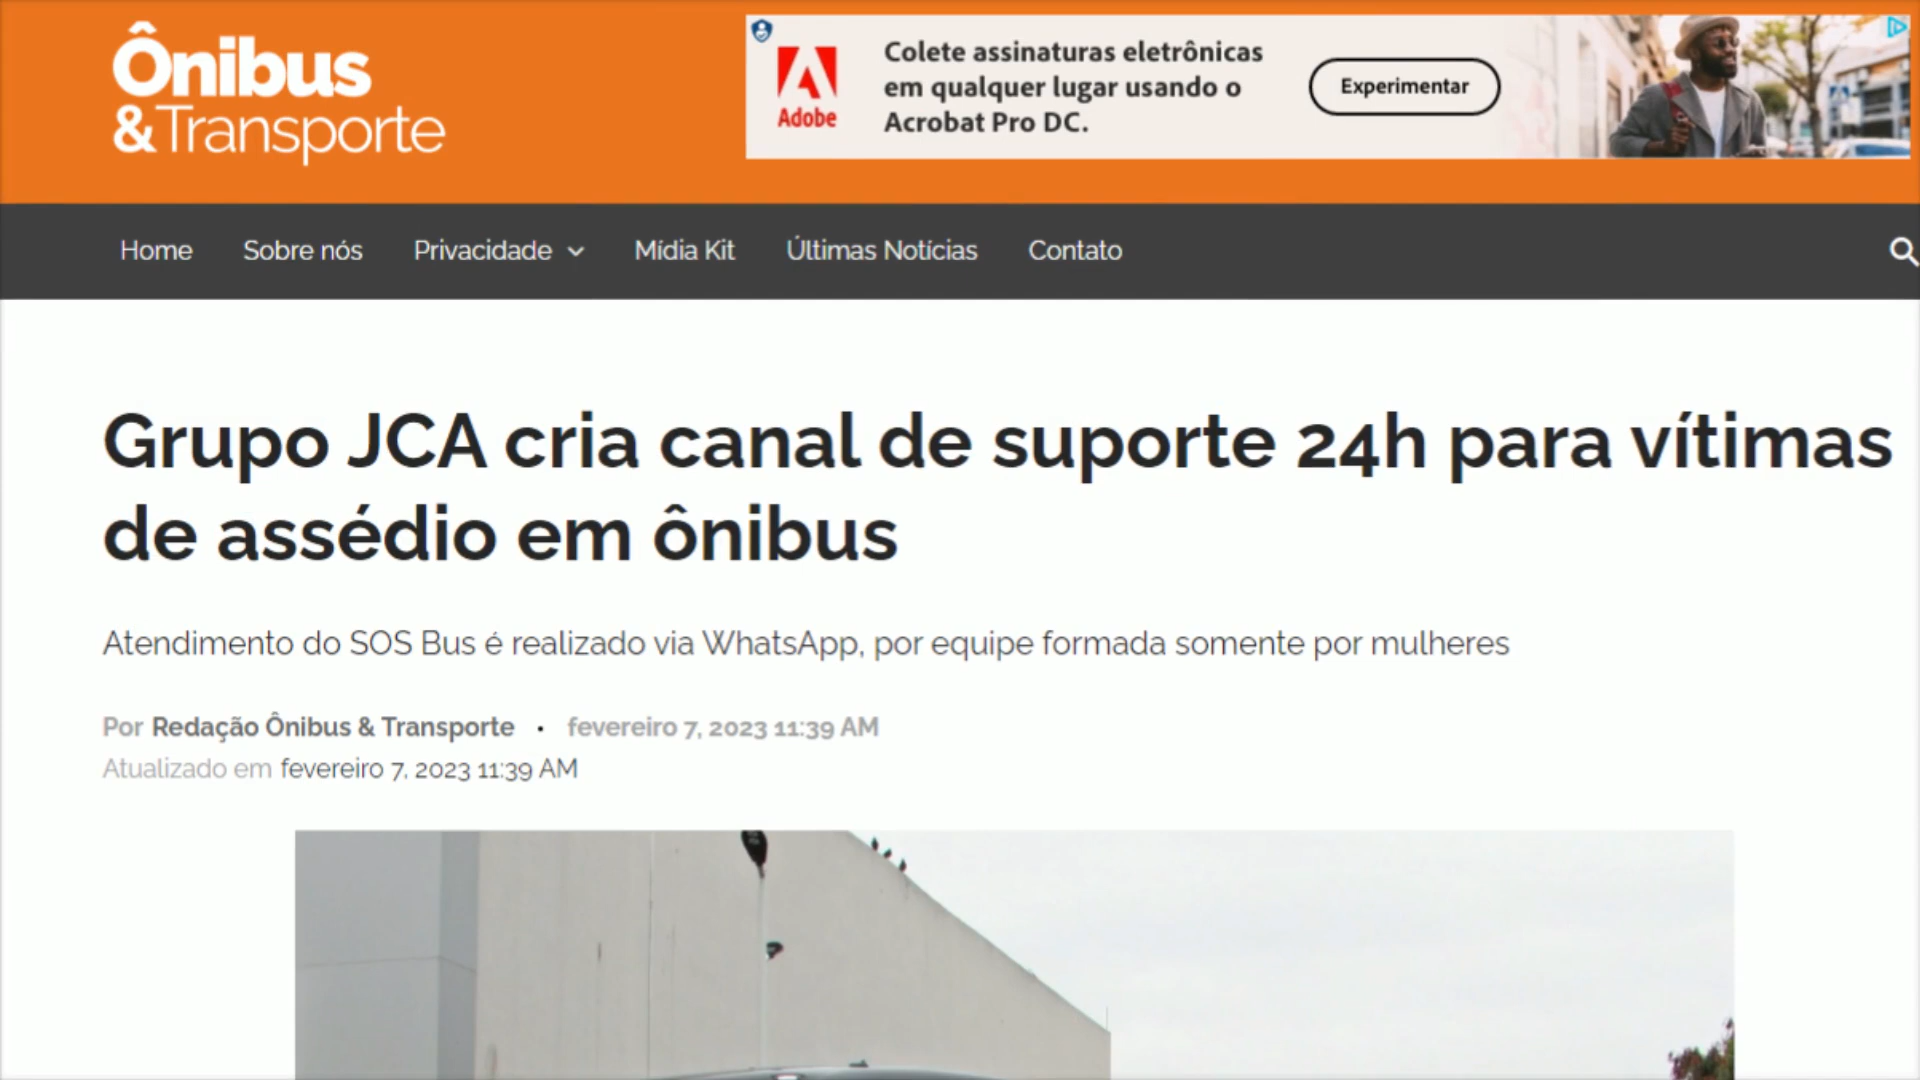 Ônibus
&Transporte
Adobe
Colete assinaturas eletrônicas
em qualquer lugar usando o
Acrobat Pro DC.
Experimentar
Home Sobre nós Privacidade Mídia Kit Últimas Notícias Contato
Grupo JCA cria canal de suporte 24h para vítimas
de assédio em ônibus
Atendimento do SOS Bus é realizado via WhatsApp, por equipe formada somente por mulheres
Por Redação Ônibus & Transporte · fevereiro 7, 2023 11:39 AM
Atualizado em fevereiro 7, 2023 11:39 AM